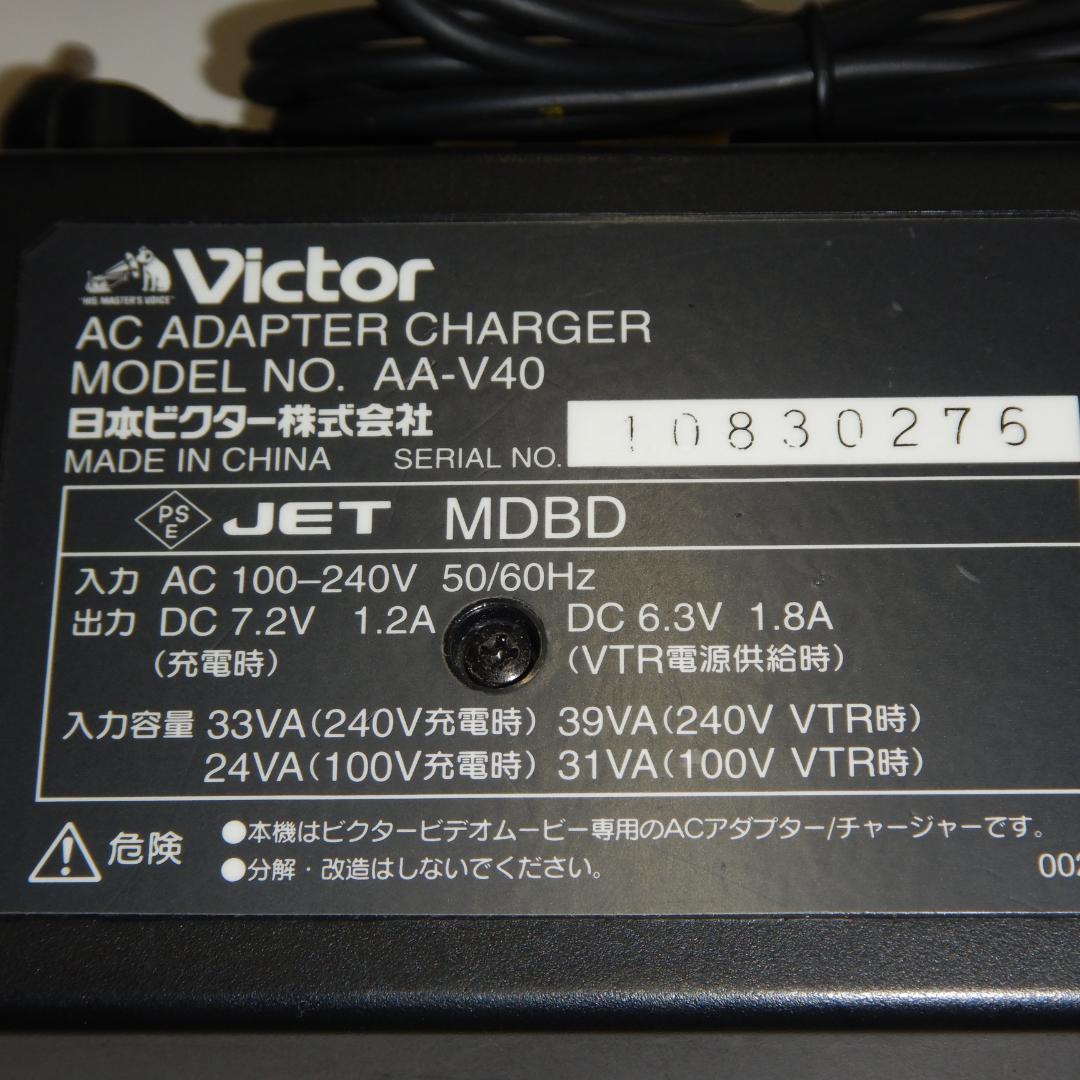 "HIS MASTER'S VOICE" Victor
AC ADAPTER CHARGER
MODEL NO. AA-V40
日本ビクター株式会社
MADE IN CHINA SERIAL NO. 10830276
PSE JET MDBD
入力 AC 100–240V 50/60Hz
出力 DC 7.2V 1.2A DC 6.3V 1.8A
(充電時) (VTR電源供給時)
入力容量 33VA(240V充電時) 39VA(240V VTR時)
24VA(100V充電時) 31VA(100V VTR時)
危険 ●本機はビクタービデオムービー専用のACアダプター/チャージャーです。
●分解・改造はしないでください。